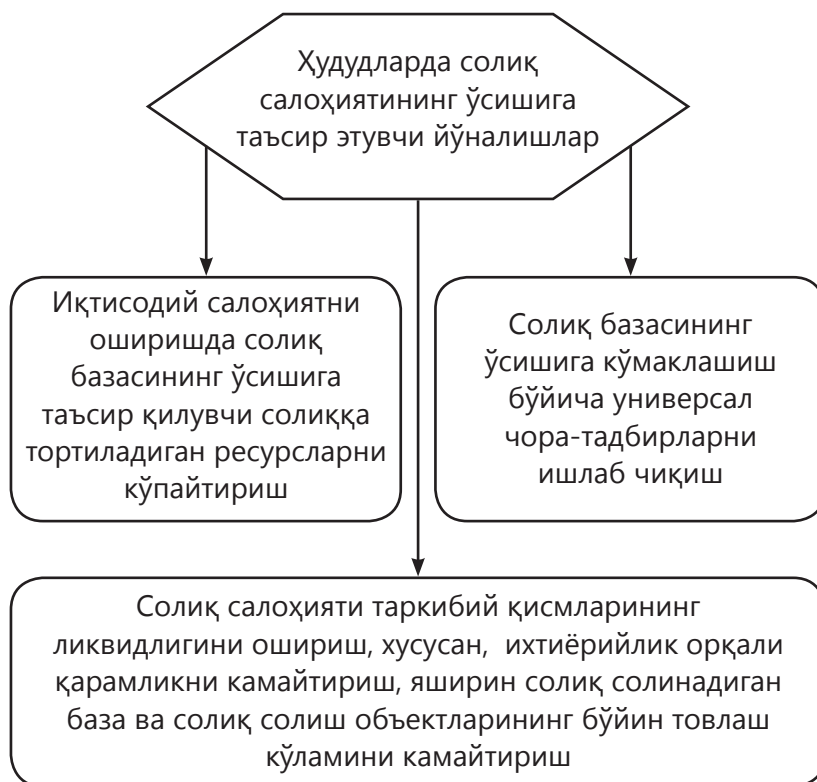 Ҳудудларда солиқ
салоҳиятининг ўсишига
таъсир этувчи йўналишлар
Иқтисодий салоҳиятни
оширишда солиқ
базасининг ўсишига
таъсир қилувчи солиққа
тортиладиган ресурсларни
кўпайтириш
Солиқ базасининг
ўсишига кўмаклашиш
бўйича универсал
чора-тадбирларни
ишлаб чиқиш
Солиқ салоҳияти таркибий қисмларининг
ликвидлигини ошириш, хусусан, ихтиёрийлик орқали
қарамликни камайтириш, яширин солиқ солинадиган
база ва солиқ солиш объектларининг бўйин товлаш
кўламини камайтириш